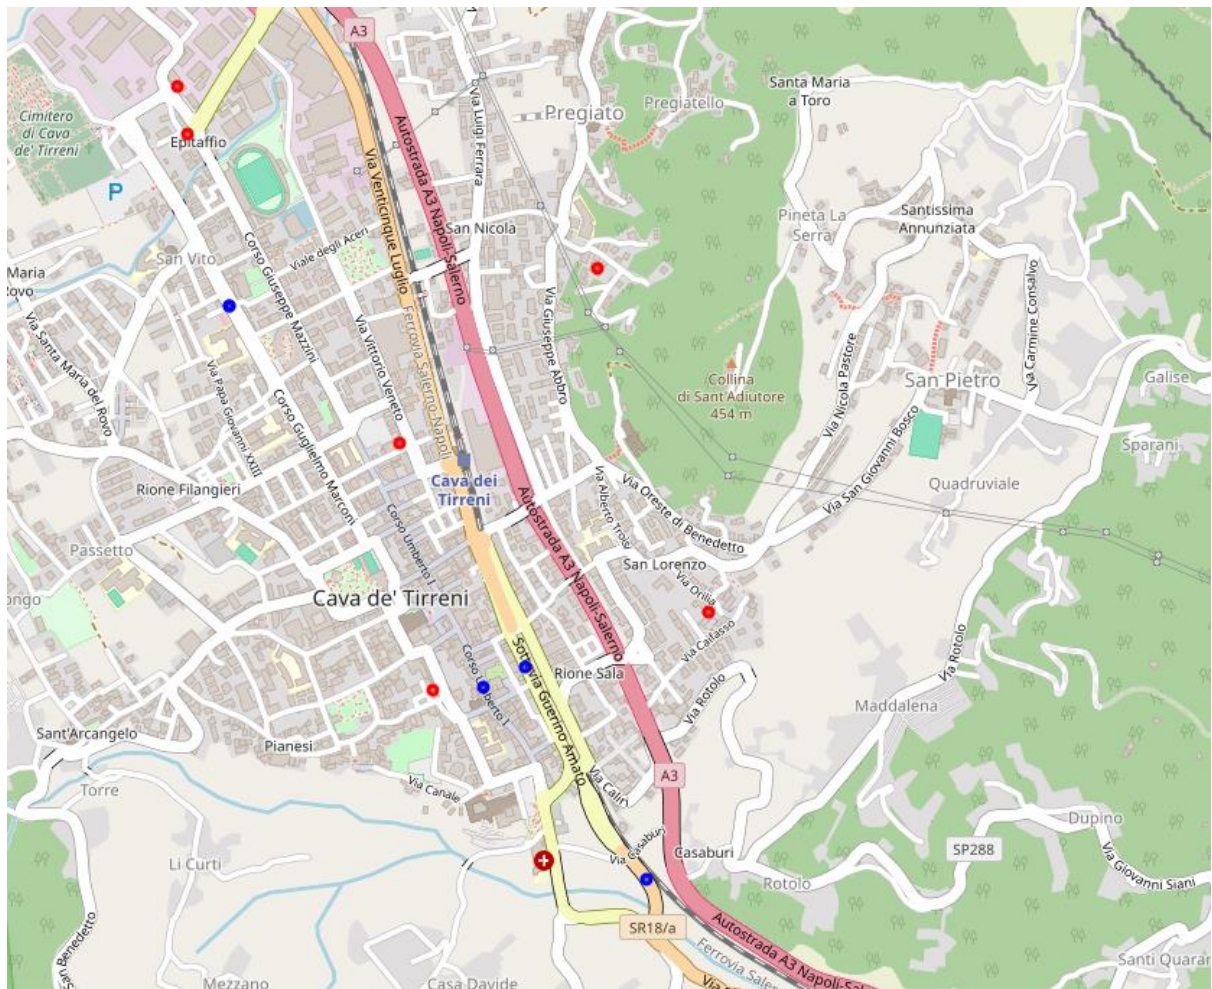 A3
Cimitero
di Cava
de' Tirreni
Epitaffio
P
Via Luigi Ferrara
Pregiato
Pregiatello
Santa Maria
a Toro
Autostrada A3 Napoli-Salerno
Via Venticinque Luglio
San Nicola
Pineta La
Serra
Santissima
Annunziata
San Vito
Corso Giuseppe Mazzini
Viale degli Aceri
Maria
Rovo
Via Santa Maria del Rovo
Via Papa Giovanni XXIII
Via Vittorio Veneto
Ferrovia Salerno-Napoli
Via Giuseppe Abbro
Collina
di Sant'Adiutore
454 m
Via Nicola Pastore
Via Carmine Consalvo
San Pietro
Galise
Sparani
Corso Guglielmo Marconi
Rione Filangieri
Cava dei
Tirreni
Via San Giovanni Bosco
Quadruviale
Passetto
Corso Umberto I
Autostrada A3 Napoli-Salerno
Via Alberto Troisi
Via Oreste di Benedetto
San Lorenzo
Via Orilia
Via Caifasso
ongo
Cava de' Tirreni
Sottovia Guerino Amato
Rione Sala
Corso Umberto I
Via Rotolo
Via Rotolo
Maddalena
Sant'Arcangelo
Pianesi
Torre
Via Canale
A3
Li Curti
Via Casaburi
Casaburi
Rotolo
SP288
Dupino
Via Giovanni Siani
SR18/a
Autostrada A3 Napoli-Sal
San Benedetto
Mezzano
Casa Davide
Santi Quaran